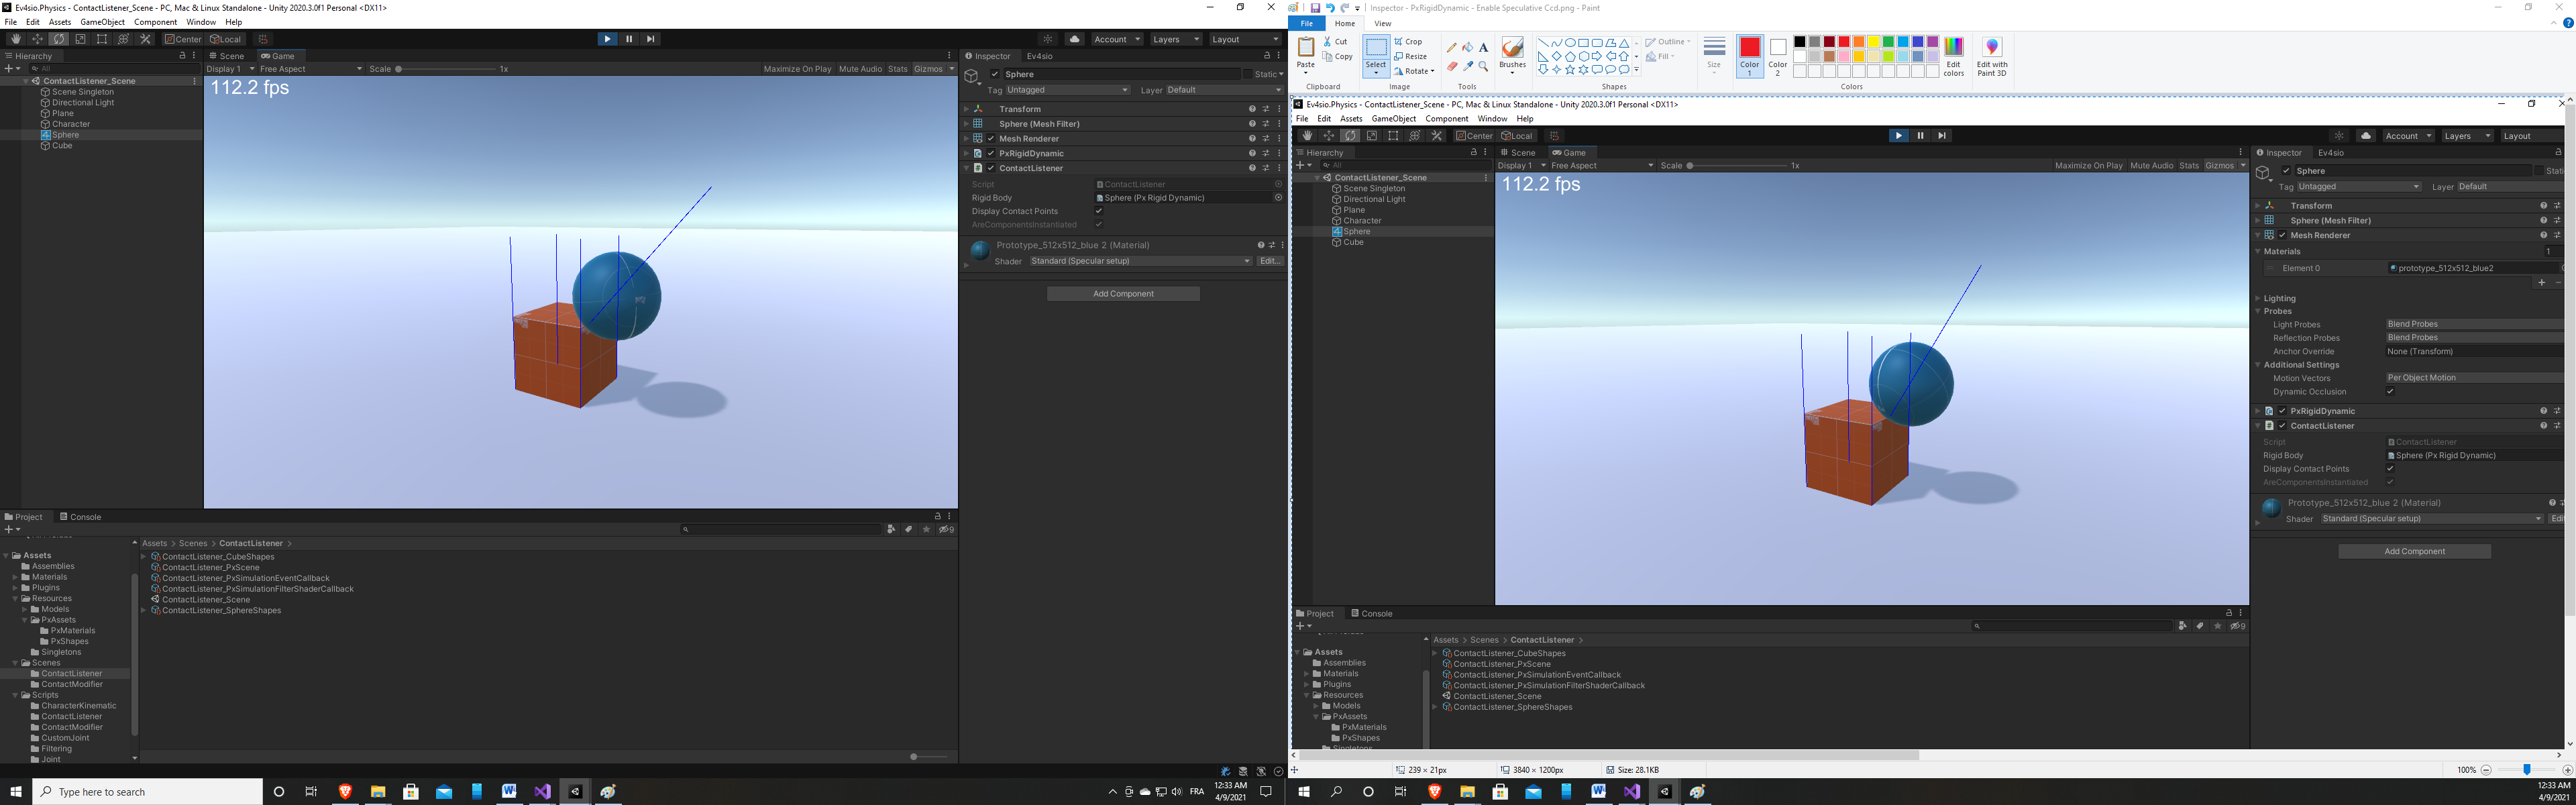 Ev4sio.Physics - ContactListener_Scene - PC, Mac & Linux Standalone - Unity 2020.3.0f1 Personal <DX11>
File Edit Assets GameObject Component Window Help
Center Local
Account Layers Layout
Hierarchy
All
ContactListener_Scene
Scene Singleton
Directional Light
Plane
Character
Sphere
Cube
Scene Game
Display 1 Free Aspect Scale 1x Maximize On Play Mute Audio Stats Gizmos
112.2 fps
Inspector Ev4sio
Sphere Static
Tag Untagged Layer Default
Transform
Sphere (Mesh Filter)
Mesh Renderer
PxRigidDynamic
ContactListener
Script ContactListener
Rigid Body Sphere (Px Rigid Dynamic)
Display Contact Points
AreComponentsInstantiated
Prototype_512x512_blue 2 (Material)
Shader Standard (Specular setup) Edit...
Add Component
Project Console
9
Assets
Assemblies
Materials
Plugins
Resources
Models
PxAssets
PxMaterials
PxShapes
Singletons
Scenes
ContactListener
ContactModifier
Scripts
CharacterKinematic
ContactListener
ContactModifier
CustomJoint
Filtering
Joint
Assets > Scenes > ContactListener >
ContactListener_CubeShapes
ContactListener_PxScene
ContactListener_PxSimulationEventCallback
ContactListener_PxSimulationFilterShaderCallback
ContactListener_Scene
ContactListener_SphereShapes
Type here to search
FRA
12:33 AM
4/9/2021
Inspector - PxRigidDynamic - Enable Speculative Ccd.png - Paint
File Home View
Paste
Cut
Copy
Clipboard
Select
Crop
Resize
Rotate
Image
Tools
Brushes
Outline
Fill
Shapes
Size
Color 1
Color 2
Edit colors
Colors
Edit with Paint 3D
Ev4sio.Physics - ContactListener_Scene - PC, Mac & Linux Standalone - Unity 2020.3.0f1 Personal <DX11>
File Edit Assets GameObject Component Window Help
Center Local
Account Layers Layout
Hierarchy
All
ContactListener_Scene
Scene Singleton
Directional Light
Plane
Character
Sphere
Cube
Scene Game
Display 1 Free Aspect Scale 1x Maximize On Play Mute Audio Stats Gizmos
112.2 fps
Inspector Ev4sio
Sphere Stati
Tag Untagged Layer Default
Transform
Sphere (Mesh Filter)
Mesh Renderer
Materials 1
Element 0 prototype_512x512_blue2
Lighting
Probes
Light Probes Blend Probes
Reflection Probes Blend Probes
Anchor Override None (Transform)
Additional Settings
Motion Vectors Per Object Motion
Dynamic Occlusion
PxRigidDynamic
ContactListener
Script ContactListener
Rigid Body Sphere (Px Rigid Dynamic)
Display Contact Points
AreComponentsInstantiated
Prototype_512x512_blue 2 (Material)
Shader Standard (Specular setup) Edi
Add Component
Project Console
9
Assets
Assemblies
Materials
Plugins
Resources
Models
PxAssets
PxMaterials
PxShapes
Singletons
Assets > Scenes > ContactListener >
ContactListener_CubeShapes
ContactListener_PxScene
ContactListener_PxSimulationEventCallback
ContactListener_PxSimulationFilterShaderCallback
ContactListener_Scene
ContactListener_SphereShapes
239 × 21px 3840 × 1200px Size: 28.1KB 100%
12:33 AM
4/9/2021